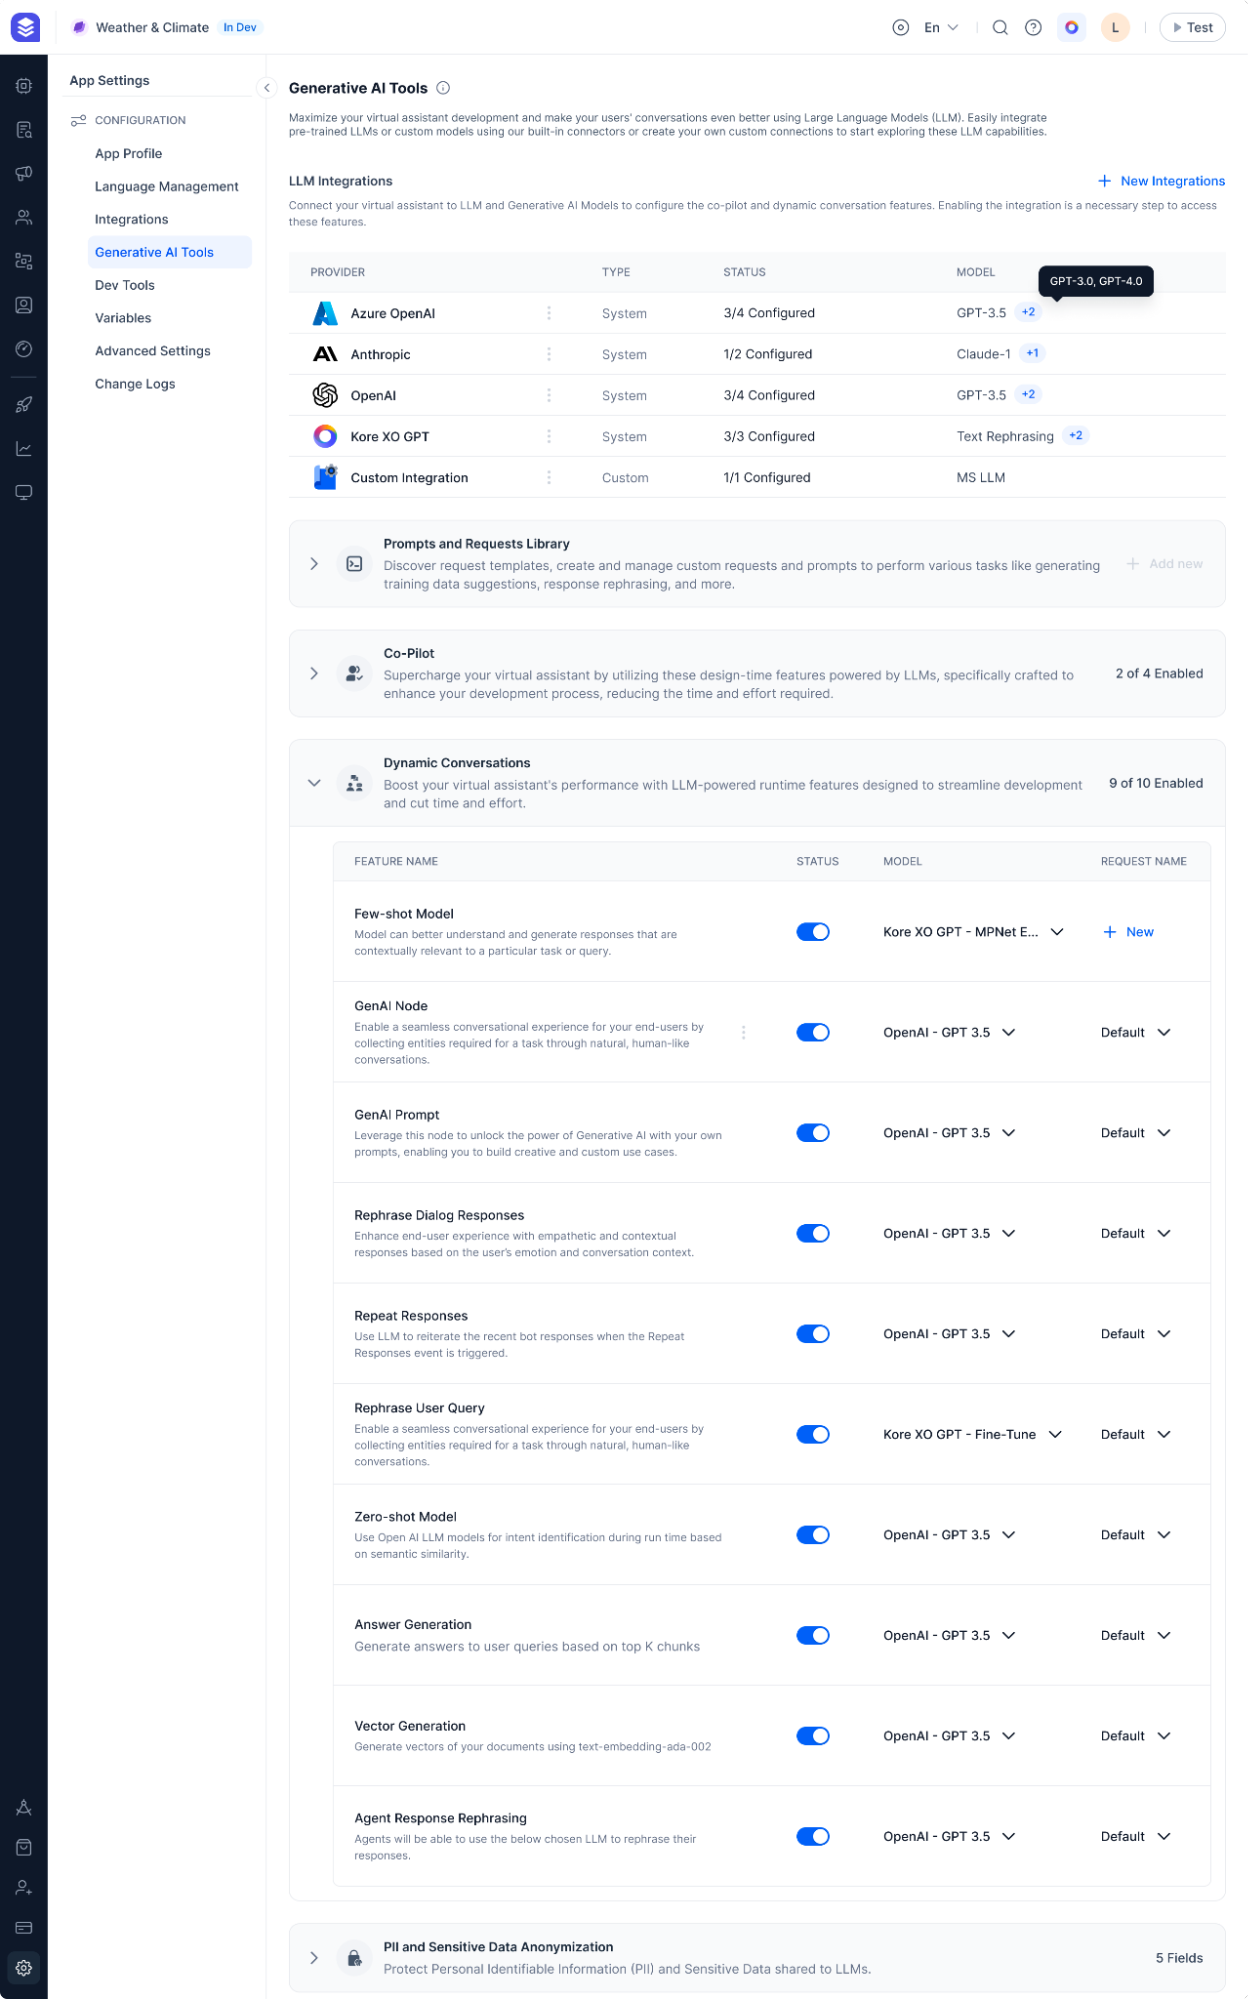 Weather & Climate In Dev
En
L
Test
App Settings
CONFIGURATION
App Profile
Language Management
Integrations
Generative AI Tools
Dev Tools
Variables
Advanced Settings
Change Logs
Generative AI Tools
Maximize your virtual assistant development and make your users' conversations even better using Large Language Models (LLM). Easily integrate
pre-trained LLMs or custom models using our built-in connectors or create your own custom connections to start exploring these LLM capabilities.
LLM Integrations
New Integrations
Connect your virtual assistant to LLM and Generative AI Models to configure the co-pilot and dynamic conversation features. Enabling the integration is a necessary step to access
these features.
PROVIDER TYPE STATUS MODEL
GPT-3.0, GPT-4.0
Azure OpenAI System 3/4 Configured GPT-3.5 +2
Anthropic System 1/2 Configured Claude-1 +1
OpenAI System 3/4 Configured GPT-3.5 +2
Kore XO GPT System 3/3 Configured Text Rephrasing +2
Custom Integration Custom 1/1 Configured MS LLM
Prompts and Requests Library
Discover request templates, create and manage custom requests and prompts to perform various tasks like generating
training data suggestions, response rephrasing, and more.
+ Add new
Co-Pilot
Supercharge your virtual assistant by utilizing these design-time features powered by LLMs, specifically crafted to
enhance your development process, reducing the time and effort required.
2 of 4 Enabled
Dynamic Conversations
Boost your virtual assistant's performance with LLM-powered runtime features designed to streamline development
and cut time and effort.
9 of 10 Enabled
FEATURE NAME STATUS MODEL REQUEST NAME
Few-shot Model
Model can better understand and generate responses that are
contextually relevant to a particular task or query.
Kore XO GPT - MPNet E... + New
GenAI Node
Enable a seamless conversational experience for your end-users by
collecting entities required for a task through natural, human-like
conversations.
OpenAI - GPT 3.5 Default
GenAI Prompt
Leverage this node to unlock the power of Generative AI with your own
prompts, enabling you to build creative and custom use cases.
OpenAI - GPT 3.5 Default
Rephrase Dialog Responses
Enhance end-user experience with empathetic and contextual
responses based on the user's emotion and conversation context.
OpenAI - GPT 3.5 Default
Repeat Responses
Use LLM to reiterate the recent bot responses when the Repeat
Responses event is triggered.
OpenAI - GPT 3.5 Default
Rephrase User Query
Enable a seamless conversational experience for your end-users by
collecting entities required for a task through natural, human-like
conversations.
Kore XO GPT - Fine-Tune Default
Zero-shot Model
Use Open AI LLM models for intent identification during run time based
on semantic similarity.
OpenAI - GPT 3.5 Default
Answer Generation
Generate answers to user queries based on top K chunks
OpenAI - GPT 3.5 Default
Vector Generation
Generate vectors of your documents using text-embedding-ada-002
OpenAI - GPT 3.5 Default
Agent Response Rephrasing
Agents will be able to use the below chosen LLM to rephrase their
responses.
OpenAI - GPT 3.5 Default
PII and Sensitive Data Anonymization
Protect Personal Identifiable Information (PII) and Sensitive Data shared to LLMs.
5 Fields